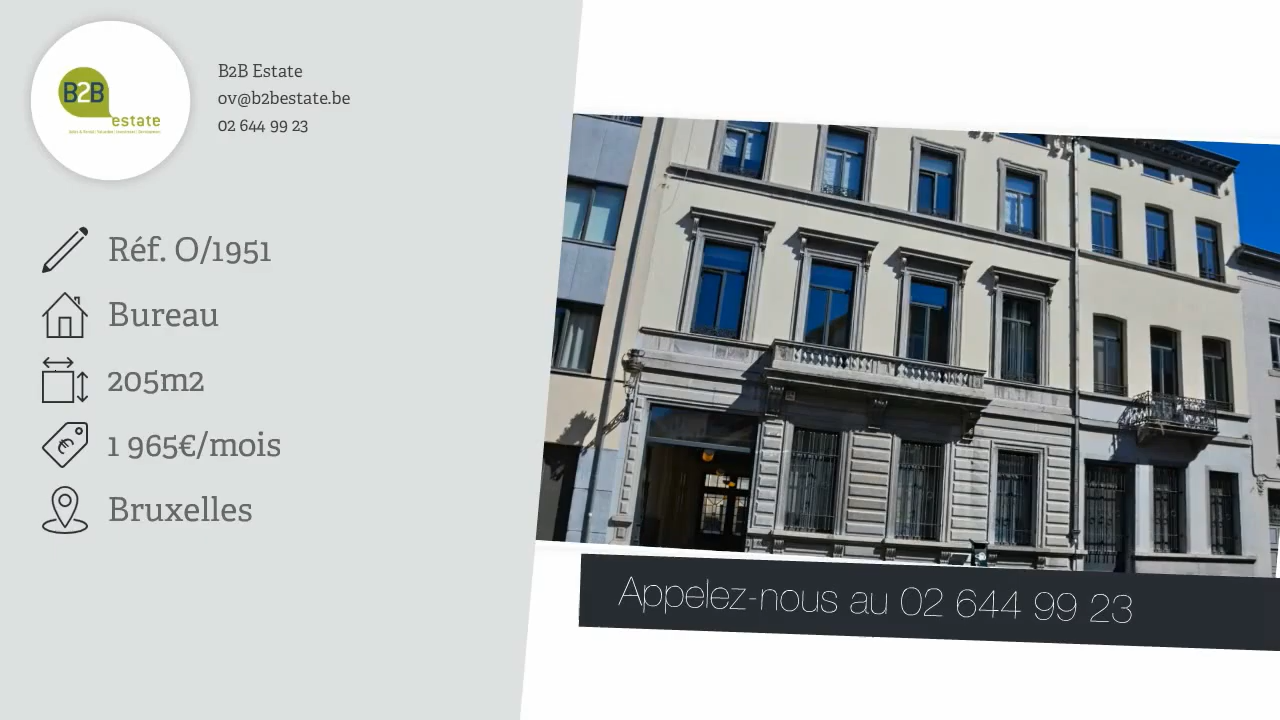 B2B
estate
B2B Estate
ov@b2bestate.be
02 644 99 23
Réf. O/1951
Bureau
205m2
1 965€/mois
Bruxelles
Appelez-nous au 02 644 99 23